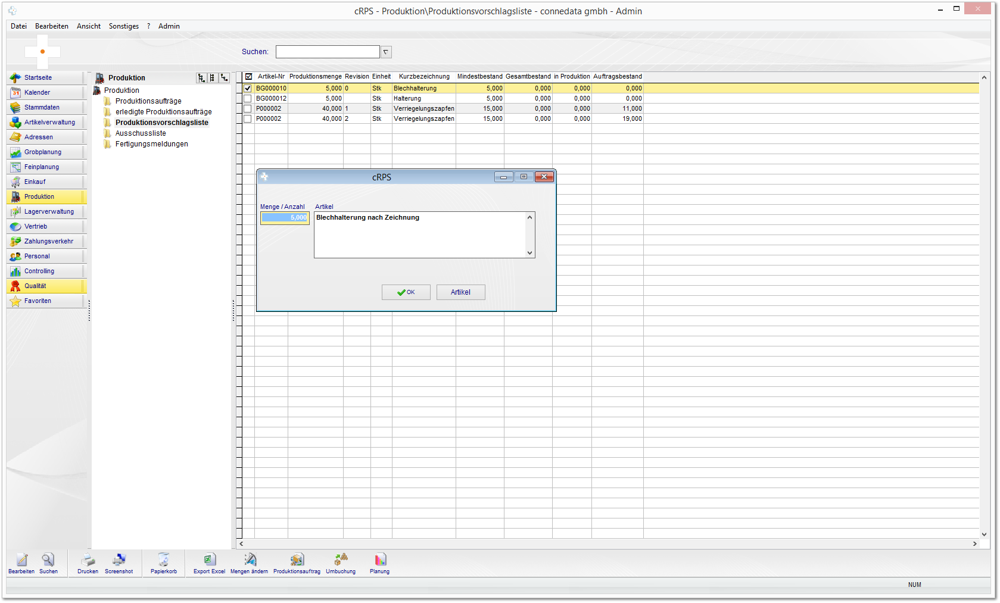 cRPS - Produktion\Produktionsvorschlagsliste - connedata gmbh - Admin
Datei Bearbeiten Ansicht Sonstiges ? Admin
Suchen:
Startseite
Kalender
Stammdaten
Artikelverwaltung
Adressen
Grobplanung
Feinplanung
Einkauf
Produktion
Lagerverwaltung
Vertrieb
Zahlungsverkehr
Personal
Controlling
Qualität
Favoriten
Produktion
Produktion
Produktionsaufträge
erledigte Produktionsaufträge
Produktionsvorschlagsliste
Ausschussliste
Fertigungsmeldungen
Artikel-Nr Produktionsmenge Revision Einheit Kurzbezeichnung Mindestbestand Gesamtbestand in Produktion Auftragsbestand
BG000010 5,000 0 Stk Blechhalterung 5,000 0,000 0,000 0,000
BG000012 5,000 Stk Halterung 5,000 0,000 0,000 0,000
P000002 40,000 1 Stk Verriegelungszapfen 15,000 0,000 0,000 11,000
P000002 40,000 2 Stk Verriegelungszapfen 15,000 0,000 0,000 19,000
cRPS
Menge / Anzahl Artikel
5,000 Blechhalterung nach Zeichnung
OK Artikel
Bearbeiten Suchen Drucken Screenshot Papierkorb Export Excel Mengen ändern Produktionsauftrag Umbuchung Planung
NUM